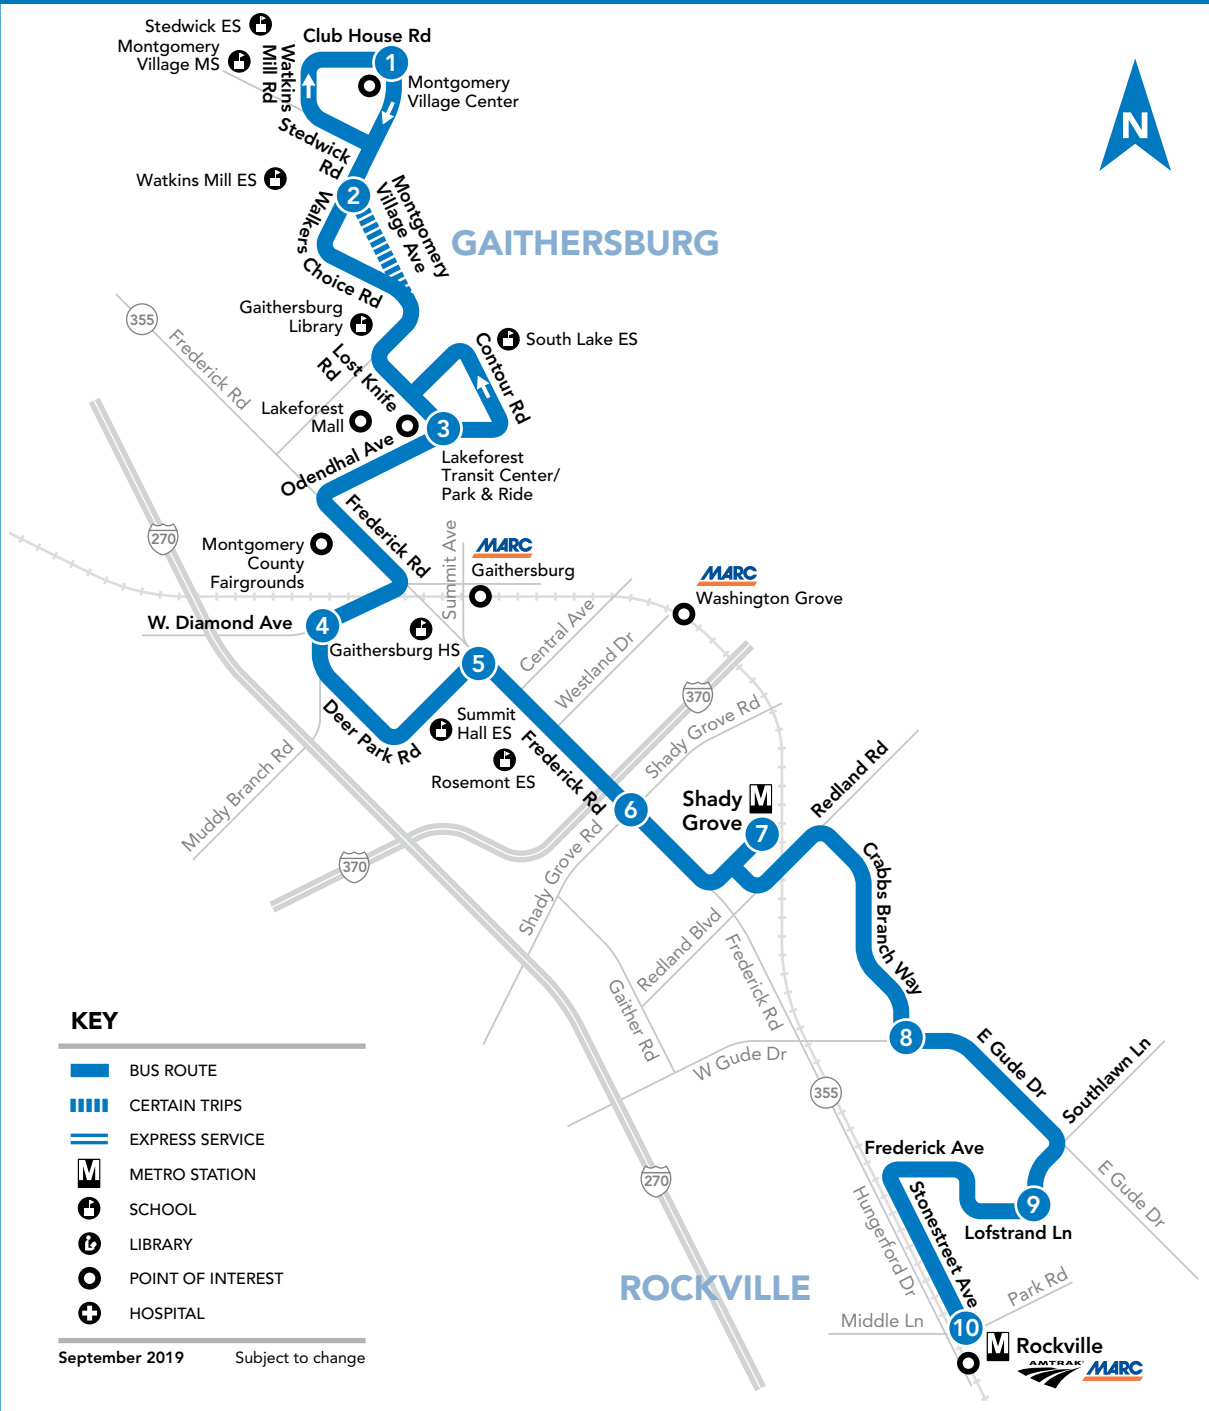 Stedwick ES
Montgomery
Village MS
Watkins
Mill Rd
Club House Rd
1
Montgomery
Village Center
N
Stedwick
Rd
Watkins Mill ES
2
Montgomery
Village Ave
Walkers
Choice Rd
GAITHERSBURG
355
Frederick Rd
Gaithersburg
Library
Lost Knife
Rd
South Lake ES
Contour Rd
Lakeforest
Mall
3
Odendhal Ave
Lakeforest
Transit Center/
Park & Ride
Frederick Rd
270
Montgomery
County
Fairgrounds
Summit Ave
MARC
Gaithersburg
MARC
Washington Grove
W. Diamond Ave
4
Gaithersburg HS
5
Central Ave
Westland Dr
370
Shady Grove Rd
Deer Park Rd
Summit
Hall ES
Rosemont ES
Frederick Rd
Muddy Branch Rd
6
Shady
Grove
M
7
Redland Rd
370
Shady Grove Rd
Crabbs Branch Way
Redland Blvd
Frederick Rd
Gaither Rd
W Gude Dr
8
E Gude Dr
Southlawn Ln
355
Frederick Ave
E Gude Dr
270
9
Lofstrand Ln
Hungerford Dr
Stonestreet Ave
ROCKVILLE
Park Rd
Middle Ln
10
M
Rockville
AMTRAK
MARC
KEY
BUS ROUTE
CERTAIN TRIPS
EXPRESS SERVICE
M
METRO STATION
SCHOOL
LIBRARY
POINT OF INTEREST
HOSPITAL
September 2019
Subject to change